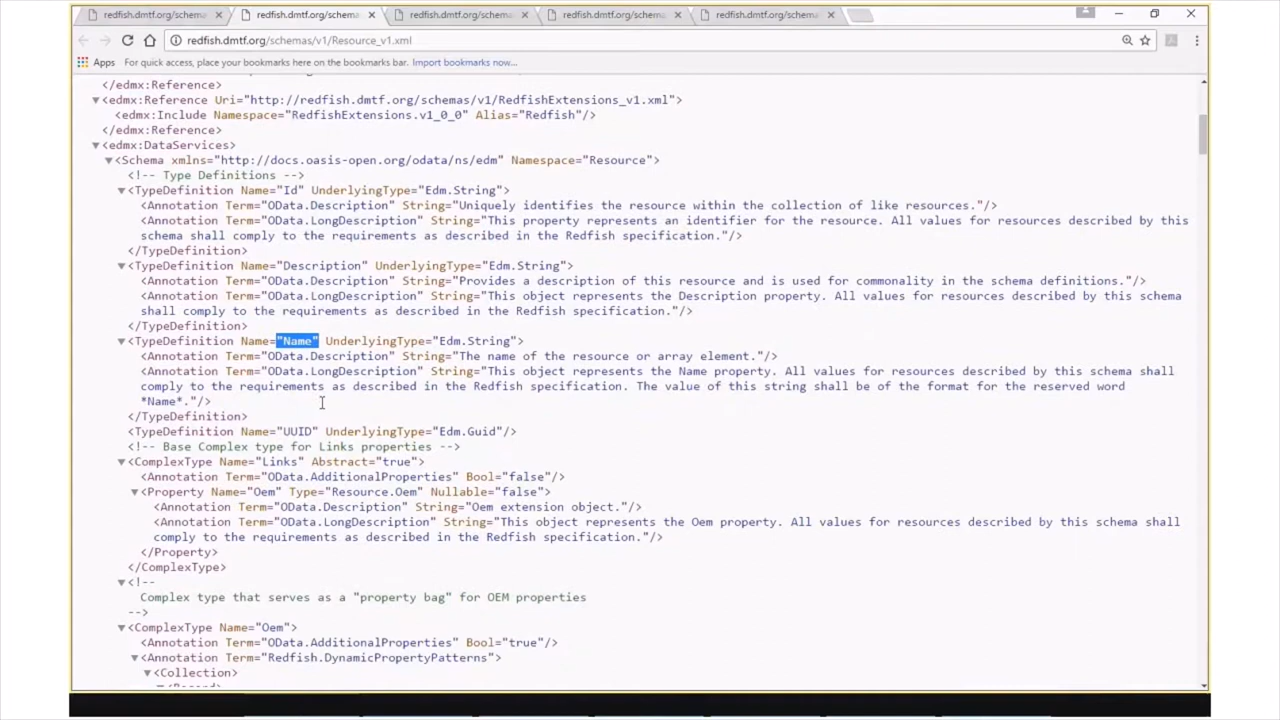 redfish.dmtf.org/schema
redfish.dmtf.org/schema
redfish.dmtf.org/schema
redfish.dmtf.org/schema
redfish.dmtf.org/schema
redfish.dmtf.org/schemas/v1/Resource_v1.xml
Apps For quick access, place your bookmarks here on the bookmarks bar. Import bookmarks now...
</edmx:Reference>
▼<edmx:Reference Uri="http://redfish.dmtf.org/schemas/v1/RedfishExtensions_v1.xml">
<edmx:Include Namespace="RedfishExtensions.v1_0_0" Alias="Redfish"/>
</edmx:Reference>
▼<edmx:DataServices>
▼<Schema xmlns="http://docs.oasis-open.org/odata/ns/edm" Namespace="Resource">
<!-- Type Definitions -->
▼<TypeDefinition Name="Id" UnderlyingType="Edm.String">
<Annotation Term="OData.Description" String="Uniquely identifies the resource within the collection of like resources."/>
<Annotation Term="OData.LongDescription" String="This property represents an identifier for the resource. All values for resources described by this
schema shall comply to the requirements as described in the Redfish specification."/>
</TypeDefinition>
▼<TypeDefinition Name="Description" UnderlyingType="Edm.String">
<Annotation Term="OData.Description" String="Provides a description of this resource and is used for commonality in the schema definitions."/>
<Annotation Term="OData.LongDescription" String="This object represents the Description property. All values for resources described by this schema
shall comply to the requirements as described in the Redfish specification."/>
</TypeDefinition>
▼<TypeDefinition Name="Name" UnderlyingType="Edm.String">
<Annotation Term="OData.Description" String="The name of the resource or array element."/>
<Annotation Term="OData.LongDescription" String="This object represents the Name property. All values for resources described by this schema shall
comply to the requirements as described in the Redfish specification. The value of this string shall be of the format for the reserved word
*Name*."/>
</TypeDefinition>
<TypeDefinition Name="UUID" UnderlyingType="Edm.Guid"/>
<!-- Base Complex type for Links properties -->
▼<ComplexType Name="Links" Abstract="true">
<Annotation Term="OData.AdditionalProperties" Bool="false"/>
▼<Property Name="Oem" Type="Resource.Oem" Nullable="false">
<Annotation Term="OData.Description" String="Oem extension object."/>
<Annotation Term="OData.LongDescription" String="This object represents the Oem property. All values for resources described by this schema shall
comply to the requirements as described in the Redfish specification."/>
</Property>
</ComplexType>
▼<!--
Complex type that serves as a "property bag" for OEM properties
-->
▼<ComplexType Name="Oem">
<Annotation Term="OData.AdditionalProperties" Bool="true"/>
▼<Annotation Term="Redfish.DynamicPropertyPatterns">
▼<Collection>